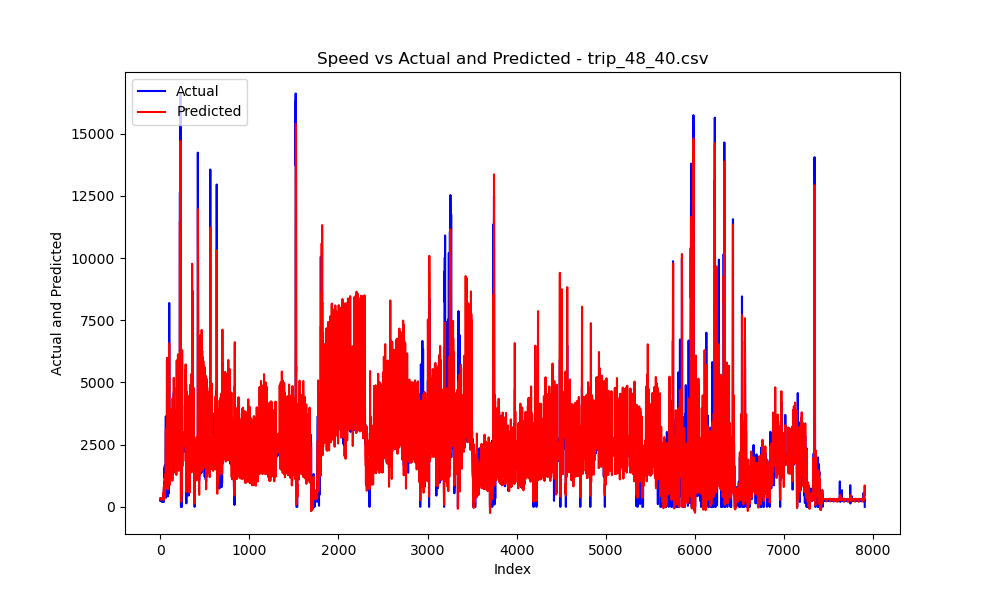 Speed vs Actual and Predicted - trip_48_40.csv
Actual
Predicted
Actual and Predicted
15000
12500
10000
7500
5000
2500
0
0 1000 2000 3000 4000 5000 6000 7000 8000
Index